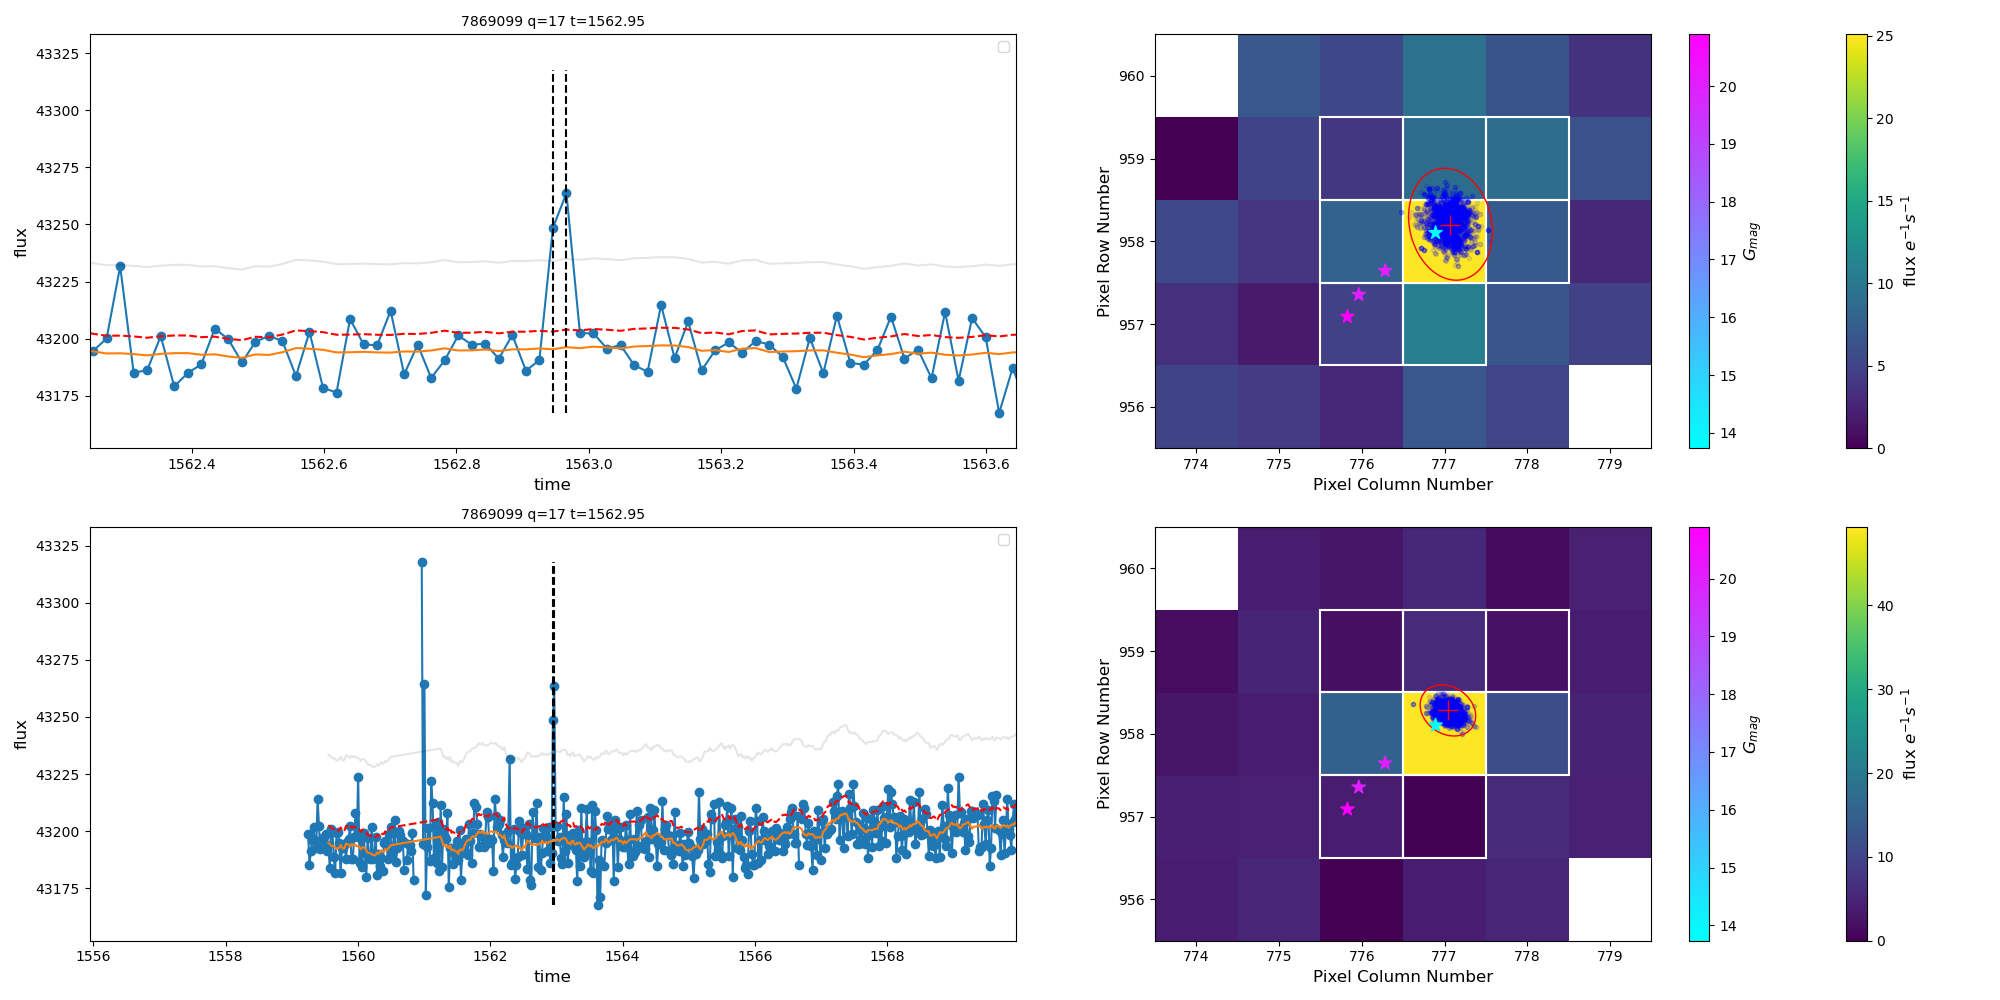 7869099 q=17 t=1562.95
43325
43300
43275
43250
43225
43200
43175
flux
1562.4 1562.6 1562.8 1563.0 1563.2 1563.4 1563.6
time
960
959
958
957
956
Pixel Row Number
774 775 776 777 778 779
Pixel Column Number
20
19
18
17
16
15
14
G_mag
25
20
15
10
5
0
flux e⁻¹s⁻¹
7869099 q=17 t=1562.95
43325
43300
43275
43250
43225
43200
43175
flux
1556 1558 1560 1562 1564 1566 1568
time
960
959
958
957
956
Pixel Row Number
774 775 776 777 778 779
Pixel Column Number
20
19
18
17
16
15
14
G_mag
40
30
20
10
0
flux e⁻¹s⁻¹